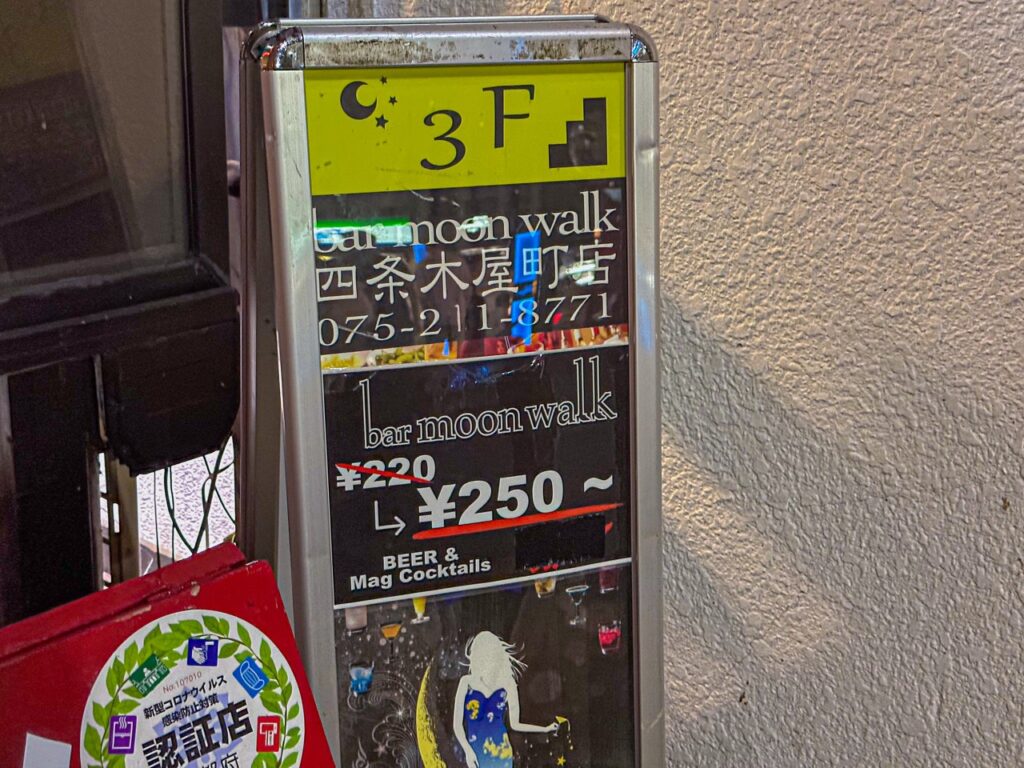 3F
bar moon walk
四条木屋町店
075-211-8771
bar moon walk
¥220
¥250~
BEER &
Mag Cocktails
No.107010
新型コロナウイルス
感染防止対策
認証店